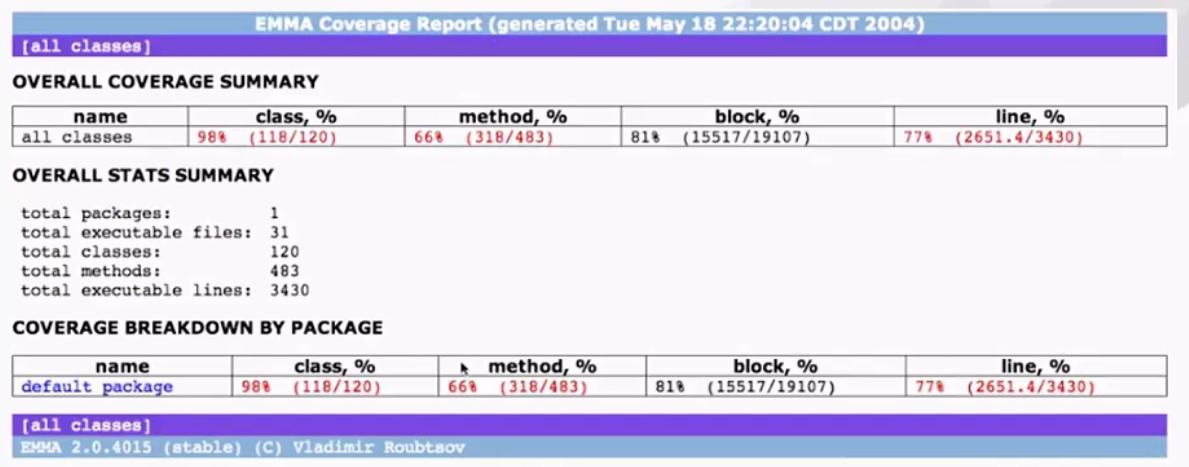 EMMA Coverage Report (generated Tue May 18 22:20:04 CDT 2004)
[all classes]
OVERALL COVERAGE SUMMARY
name class, % method, % block, % line, %
all classes 98% (118/120) 66% (318/483) 81% (15517/19107) 77% (2651.4/3430)
OVERALL STATS SUMMARY
total packages: 1
total executable files: 31
total classes: 120
total methods: 483
total executable lines: 3430
COVERAGE BREAKDOWN BY PACKAGE
name class, % method, % block, % line, %
default package 98% (118/120) 66% (318/483) 81% (15517/19107) 77% (2651.4/3430)
[all classes]
EMMA 2.0.4015 (stable) (C) Vladimir Roubtsov